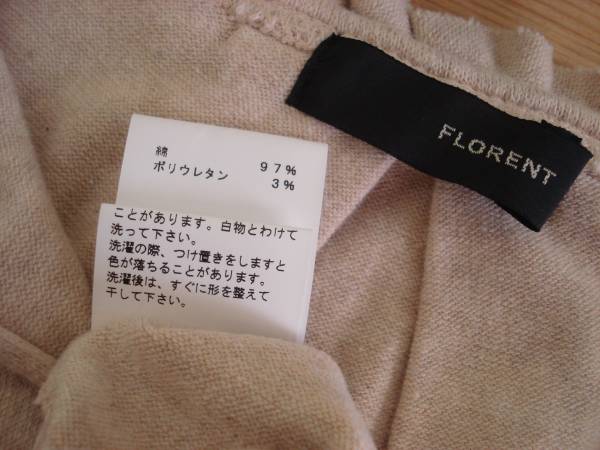 FLORENT
綿 97%
ポリウレタン 3%
ことがあります。白物とわけて
洗って下さい。
洗濯の際、つけ置きをしますと
色が落ちることがあります。
洗濯後は、すぐに形を整えて
干して下さい。